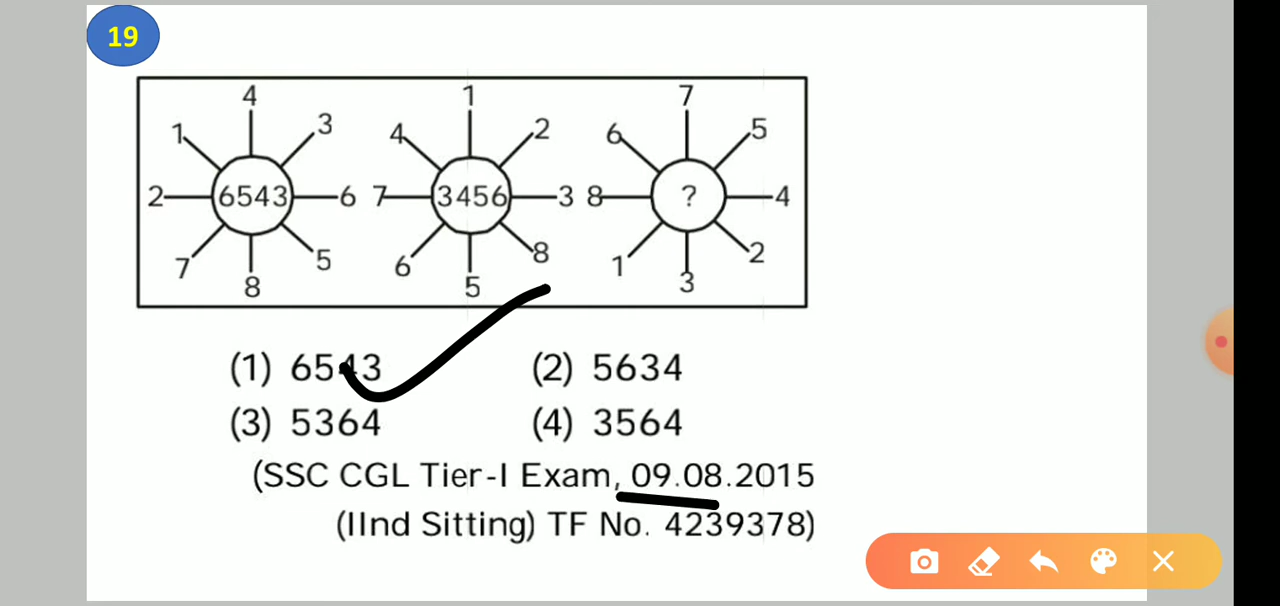 19
4 1 7
1 3 4 2 6 5
2 6543 6 7 3456 3 8 ? 4
7 5 6 8 1 2
8 5 3
(1) 6543 (2) 5634
(3) 5364 (4) 3564
(SSC CGL Tier-I Exam, 09.08.2015
(IInd Sitting) TF No. 4239378)